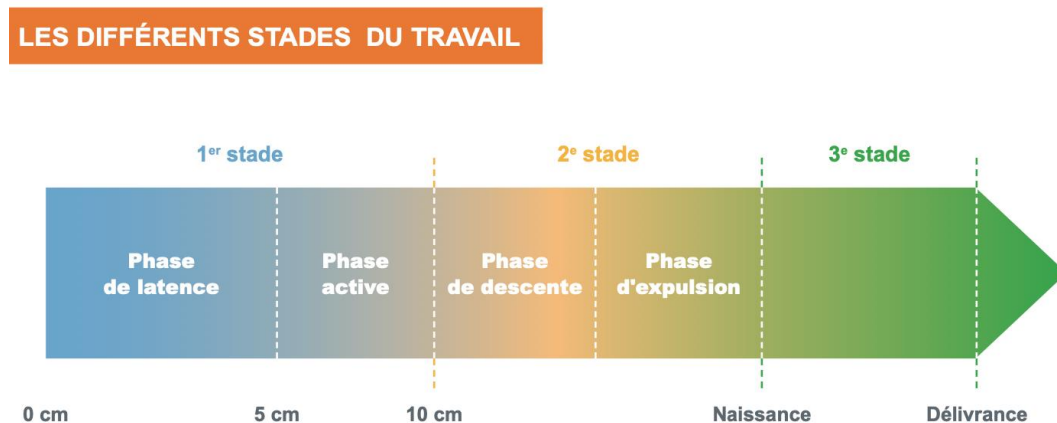 LES DIFFÉRENTS STADES DU TRAVAIL
1er stade
2e stade
3e stade
Phase
de latence
Phase
active
Phase
de descente
Phase
d'expulsion
0 cm
5 cm
10 cm
Naissance
Délivrance